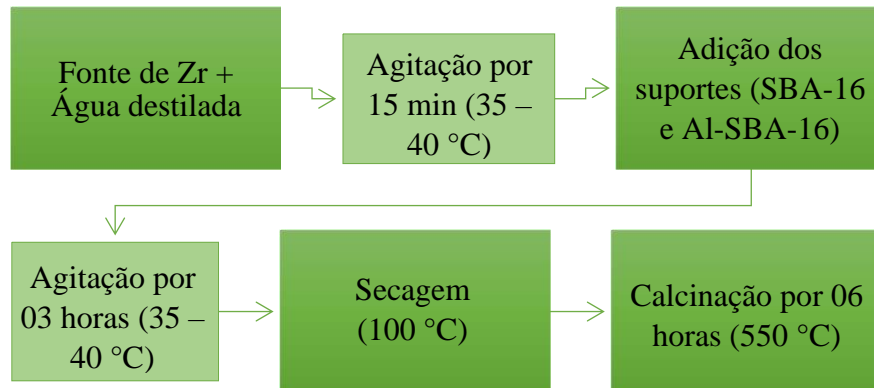 Fonte de Zr +
Água destilada
Agitação por
15 min (35 –
40 °C)
Adição dos
suportes (SBA-16
e Al-SBA-16)
Agitação por
03 horas (35 –
40 °C)
Secagem
(100 °C)
Calcinação por 06
horas (550 °C)